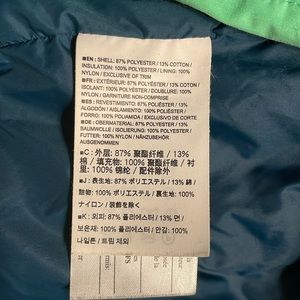 ■EN : SHELL: 87% POLYESTER / 13% COTTON /
INSULATION: 100% POLYESTER / LINING: 100%
NYLON / EXCLUSIVE OF TRIM
■FR : EXTÉRIEUR: 87% POLYESTER / 13% COTON /
ISOLANT: 100% POLYESTER / DOUBLURE: 100%
NYLON / GARNITURE NON-COMPRISE
■ES : REVESTIMIENTO: 87% POLIÉSTER / 13%
ALGODÓN / AISLAMIENTO: 100% POLIÉSTER /
FORRO: 100% POLIAMIDA / EXCLUYE EL CONTORNO
■DE : OBERMATERIAL: 87% POLYESTER / 13%
BAUMWOLLE / ISOLIERUNG: 100% POLYESTER /
FUTTER: 100% NYLON / NÄHZUBEHÖR
AUSGENOMMEN
■C : 外层: 87% 聚酯纤维 / 13%
棉 / 填充物: 100% 聚酯纤维 / 衬
里: 100% 锦纶 / 配件除外
■J : 表生地: 87% ポリエステル / 13% 綿 /
詰物: 100% ポリエステル / 裏生地: 100%
ナイロン / 装飾を除く
■K : 외피: 87% 폴리에스터 / 13% 면 /
보온재: 100% 폴리에스터 / 안감: 100%
나일론 / 트림 제외